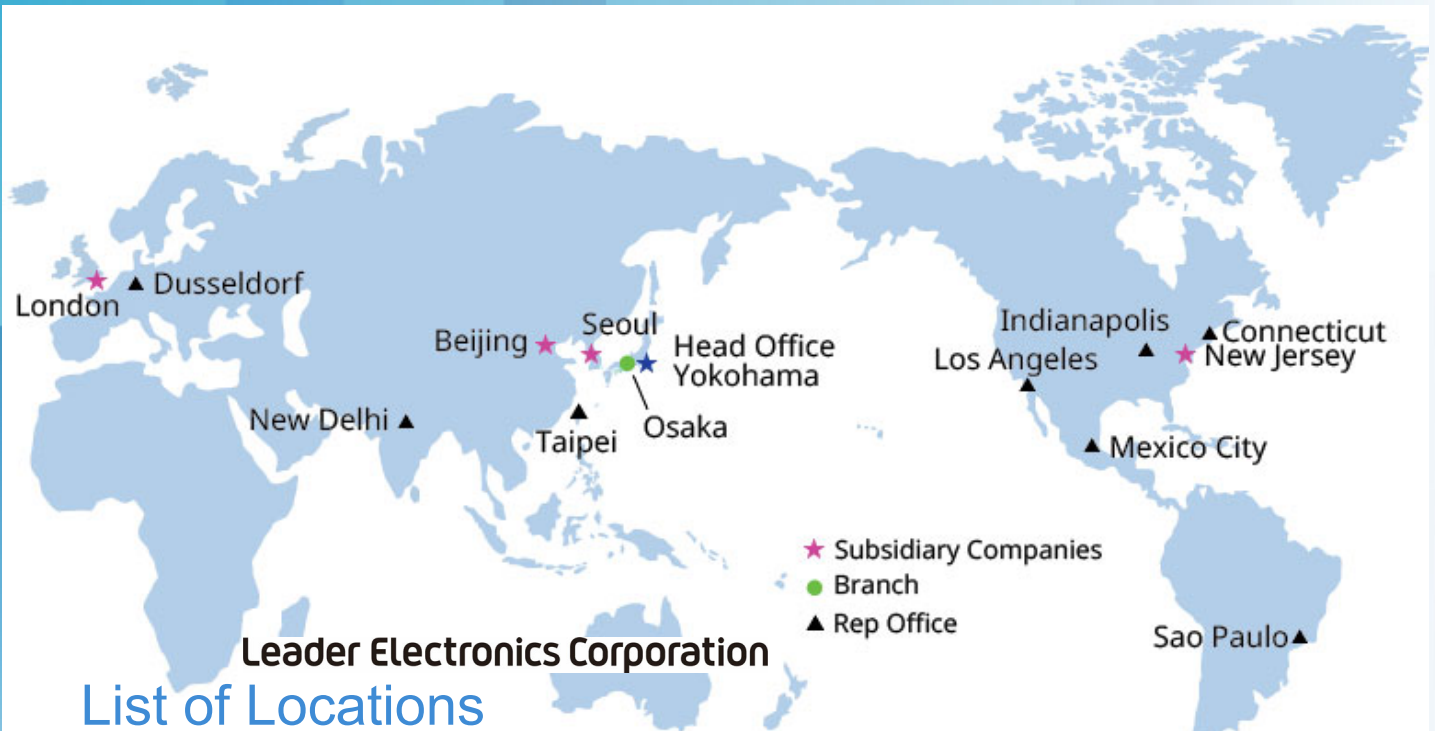 London
Dusseldorf
Beijing
Seoul
Head Office
Yokohama
Osaka
New Delhi
Taipei
Indianapolis
Connecticut
Los Angeles
New Jersey
Mexico City
Subsidiary Companies
Branch
Rep Office
Sao Paulo
Leader Electronics Corporation
List of Locations